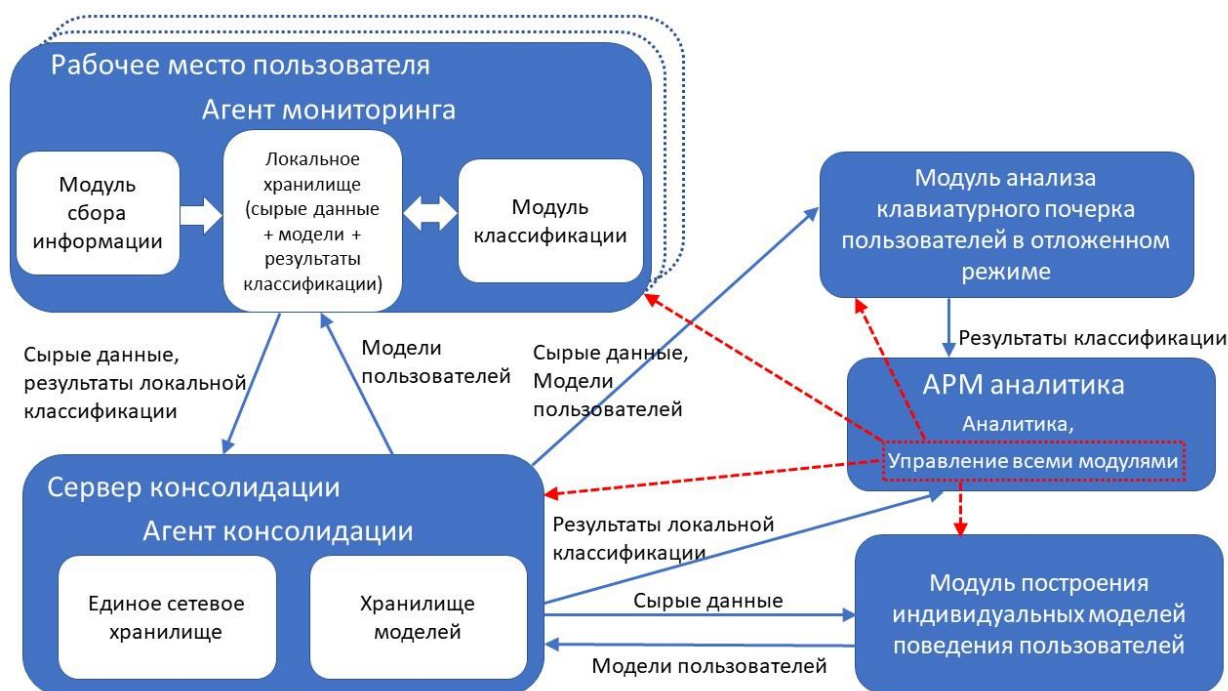 Рабочее место пользователя
Агент мониторинга
Модуль
сбора
информации
Локальное
хранилище
(сырые данные
+ модели +
результаты
классификации)
Модуль
классификации
Модуль анализа
клавиатурного почерка
пользователей в отложенном
режиме
Сырые данные,
результаты локальной
классификации
Модели
пользователей
Сырые данные,
Модели
пользователей
Результаты классификации
АРМ аналитика
Аналитика,
Управление всеми модулями
Сервер консолидации
Агент консолидации
Единое сетевое
хранилище
Хранилище
моделей
Результаты локальной
классификации
Сырые данные
Модели пользователей
Модуль построения
индивидуальных моделей
поведения пользователей